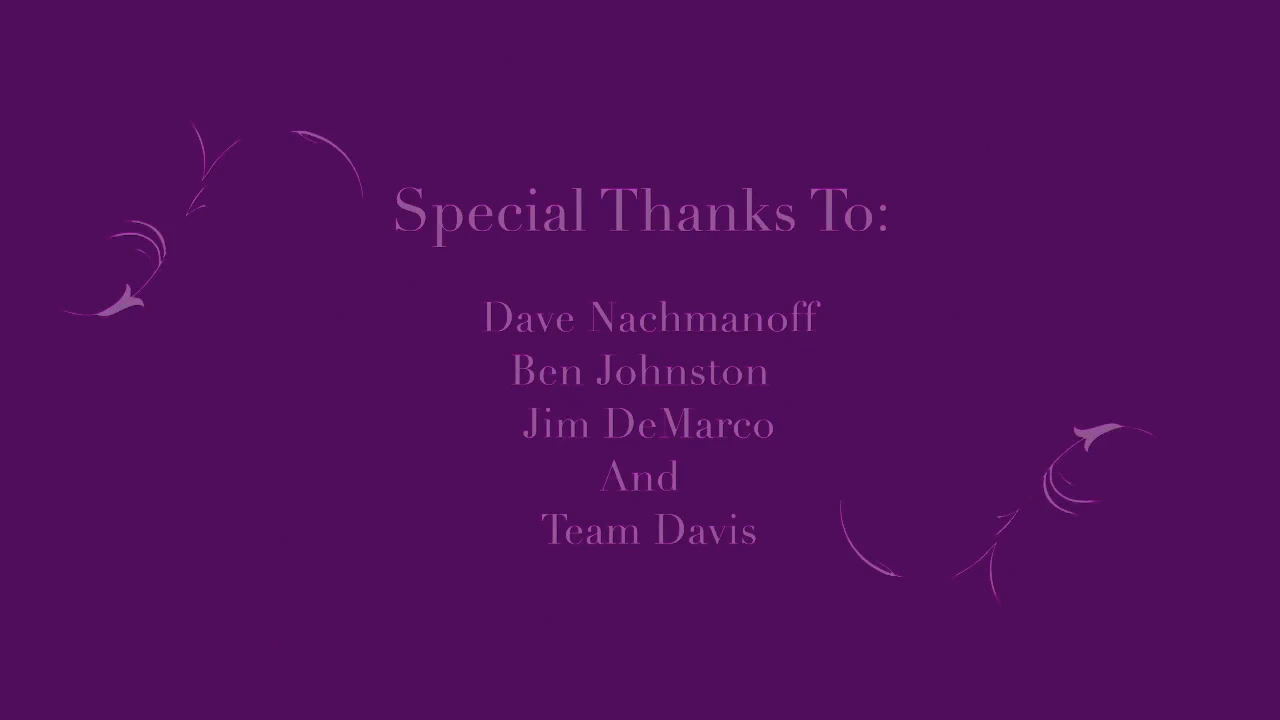 Special Thanks To:
Dave Nachmanoff
Ben Johnston
Jim DeMarco
And
Team Davis